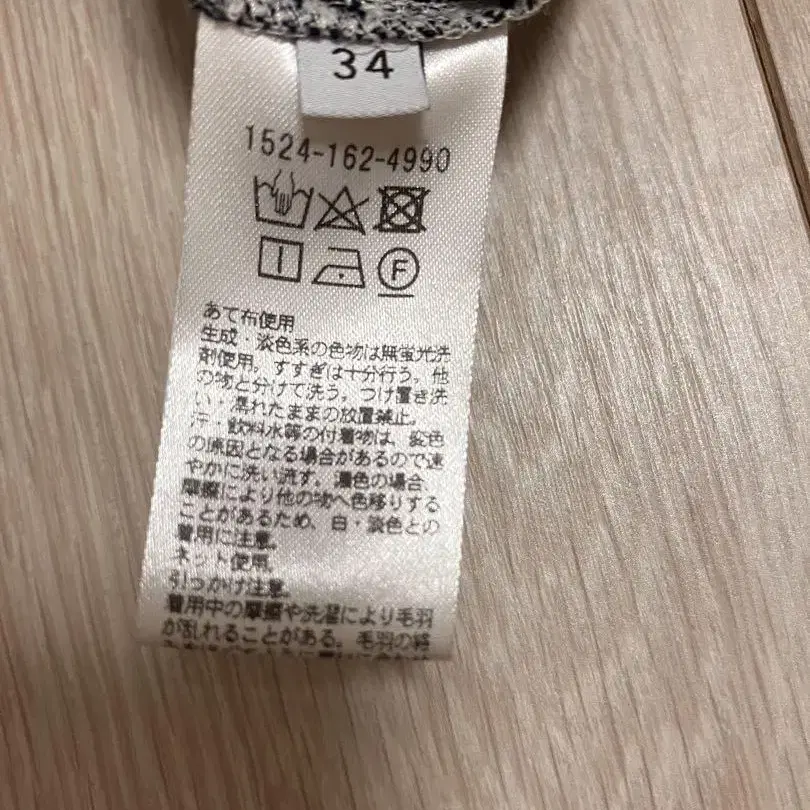 34
1524-162-4990
F
あて布使用
生成・淡色系の色物は無蛍光洗
剤使用。すすぎは十分行う。他
の物と分けて洗う。つけ置き洗
い・濡れたままの放置禁止。
汗・飲料水等の付着物は、変色
の原因となる場合があるので速
やかに洗い流す。濃色の場合、
摩擦により他の物へ色移りする
ことがあるため、白・淡色との
着用に注意。
ネット使用。
引っかけ注意。
着用中の摩擦や洗濯により毛羽
が乱れることがある。毛羽の終